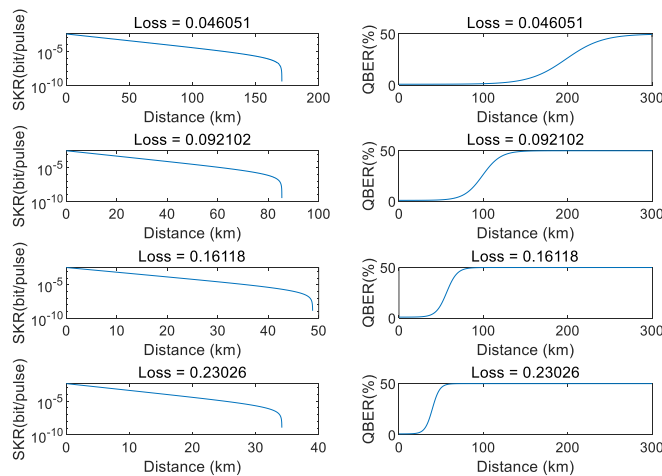 Loss = 0.046051
SKR(bit/pulse)
10-5
10-10
0 50 100 150 200
Distance (km)
Loss = 0.046051
QBER(%)
50
0
0 100 200 300
Distance (km)
Loss = 0.092102
SKR(bit/pulse)
10-5
10-10
0 20 40 60 80 100
Distance (km)
Loss = 0.092102
QBER(%)
50
0
0 100 200 300
Distance (km)
Loss = 0.16118
SKR(bit/pulse)
10-5
10-10
0 10 20 30 40 50
Distance (km)
Loss = 0.16118
QBER(%)
50
0
0 100 200 300
Distance (km)
Loss = 0.23026
SKR(bit/pulse)
10-5
10-10
0 10 20 30 40
Distance (km)
Loss = 0.23026
QBER(%)
50
0
0 100 200 300
Distance (km)